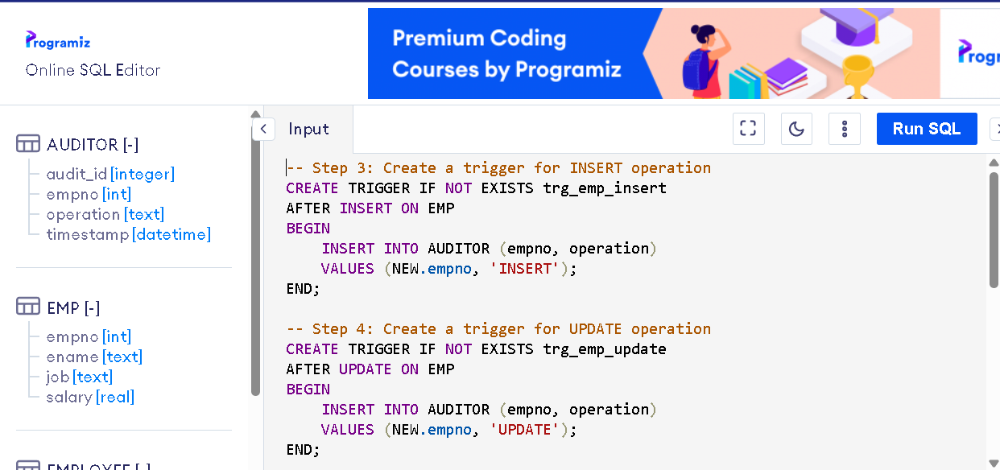 Programiz
Online SQL Editor
Premium Coding
Courses by Programiz
AUDITOR [-]
audit_id [integer]
empno [int]
operation [text]
timestamp [datetime]
EMP [-]
empno [int]
ename [text]
job [text]
salary [real]
EMPLOYEE [-]
Input
Run SQL
-- Step 3: Create a trigger for INSERT operation
CREATE TRIGGER IF NOT EXISTS trg_emp_insert
AFTER INSERT ON EMP
BEGIN
    INSERT INTO AUDITOR (empno, operation)
    VALUES (NEW.empno, 'INSERT');
END;
-- Step 4: Create a trigger for UPDATE operation
CREATE TRIGGER IF NOT EXISTS trg_emp_update
AFTER UPDATE ON EMP
BEGIN
    INSERT INTO AUDITOR (empno, operation)
    VALUES (NEW.empno, 'UPDATE');
END;